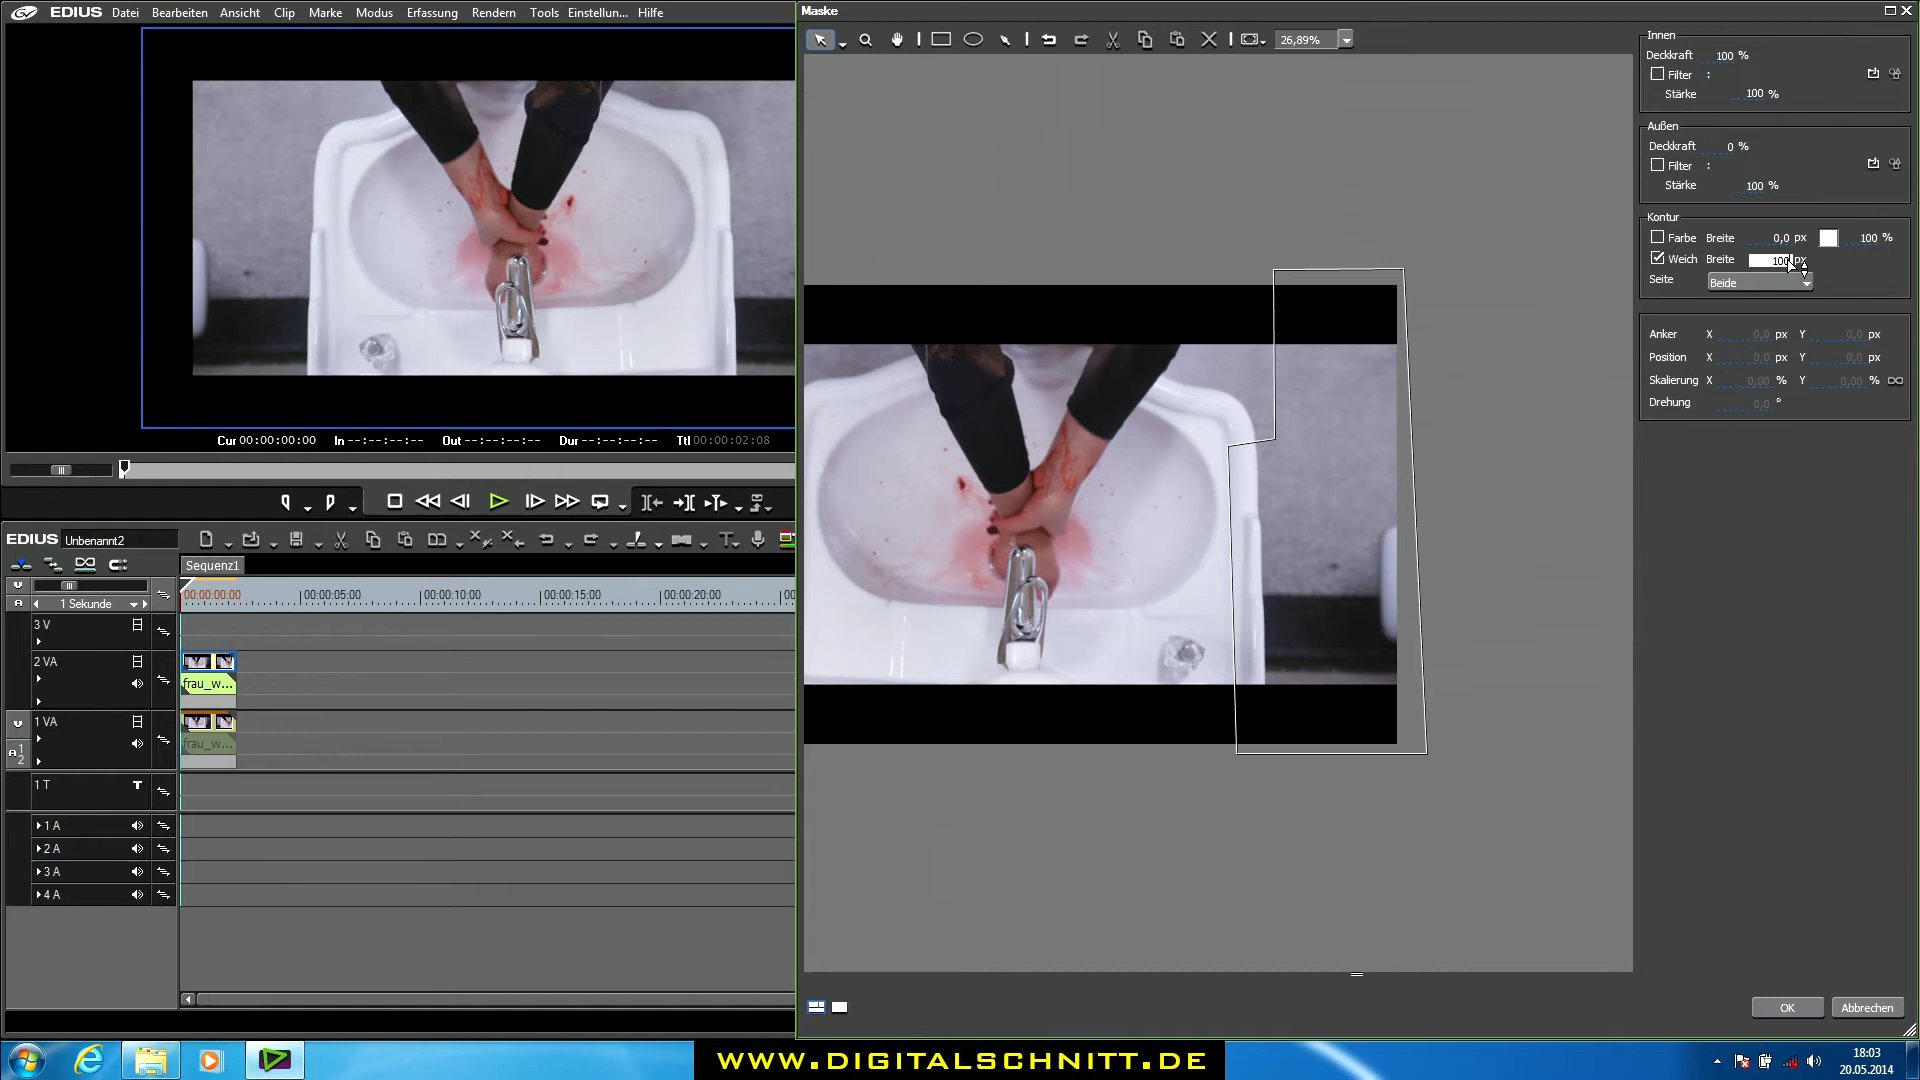 EDIUS Datei Bearbeiten Ansicht Clip Marke Modus Erfassung Rendern Tools Einstellun... Hilfe
Maske
26,89%
Innen
Deckkraft 100 %
Filter :
Stärke 100 %
Außen
Deckkraft 0 %
Filter :
Stärke 100 %
Kontur
Farbe Breite 0,0 px 100 %
Weich Breite 100 px
Seite Beide
Anker X 0,0 px Y 0,0 px
Position X 0,0 px Y 0,0 px
Skalierung X 0,00 % Y 0,00 %
Drehung 0,0 °
Cur 00:00:00:00 In --:--:--:-- Out --:--:--:-- Dur --:--:--:-- Ttl 00:00:02:08
EDIUS Unbenannt2
Sequenz1
1 Sekunde
00:00:00:00 00:00:05:00 00:00:10:00 00:00:15:00 00:00:20:00 00
3 V
2 VA
frau_w...
1 VA
frau_w...
A 1 2
1 T
1 A
2 A
3 A
4 A
OK Abbrechen
WWW.DIGITALSCHNITT.DE
18:03
20.05.2014